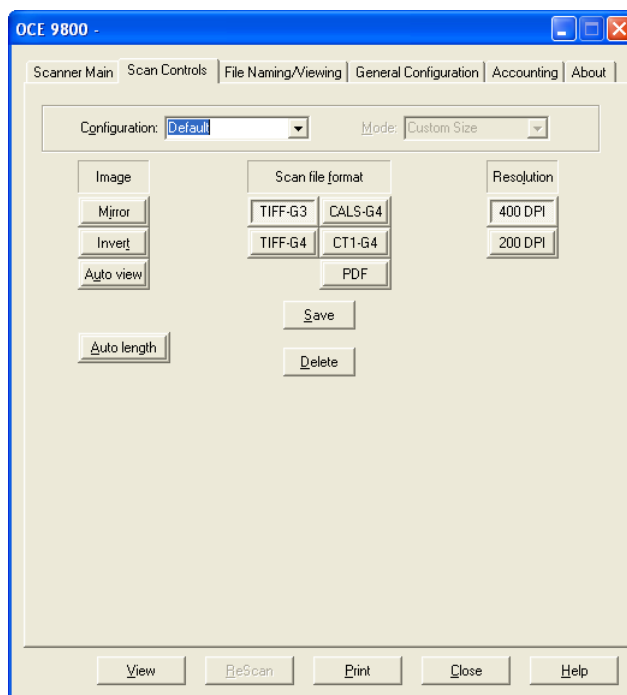 OCE 9800 -
Scanner Main Scan Controls File Naming/Viewing General Configuration Accounting About
Configuration: Default Mode: Custom Size
Image Scan file format Resolution
Mirror TIFF-G3 CALS-G4 400 DPI
Invert TIFF-G4 CT1-G4 200 DPI
Auto view PDF
Save
Auto length
Delete
View ReScan Print Close Help